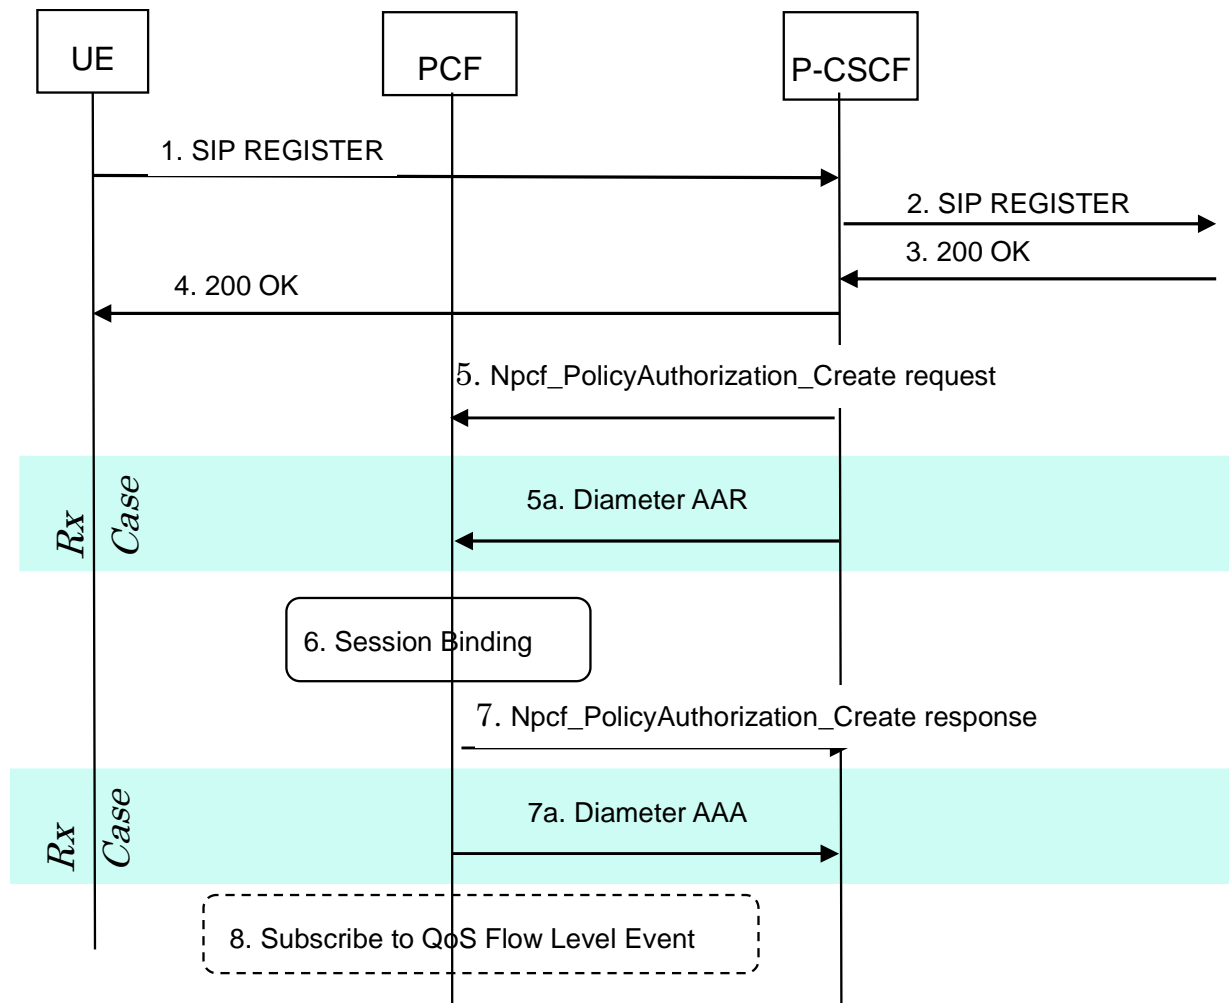 UE
PCF
P-CSCF
1. SIP REGISTER
2. SIP REGISTER
3. 200 OK
4. 200 OK
5. Npcf_PolicyAuthorization_Create request
Rx
Case
5a. Diameter AAR
6. Session Binding
7. Npcf_PolicyAuthorization_Create response
Rx
Case
7a. Diameter AAA
8. Subscribe to QoS Flow Level Event